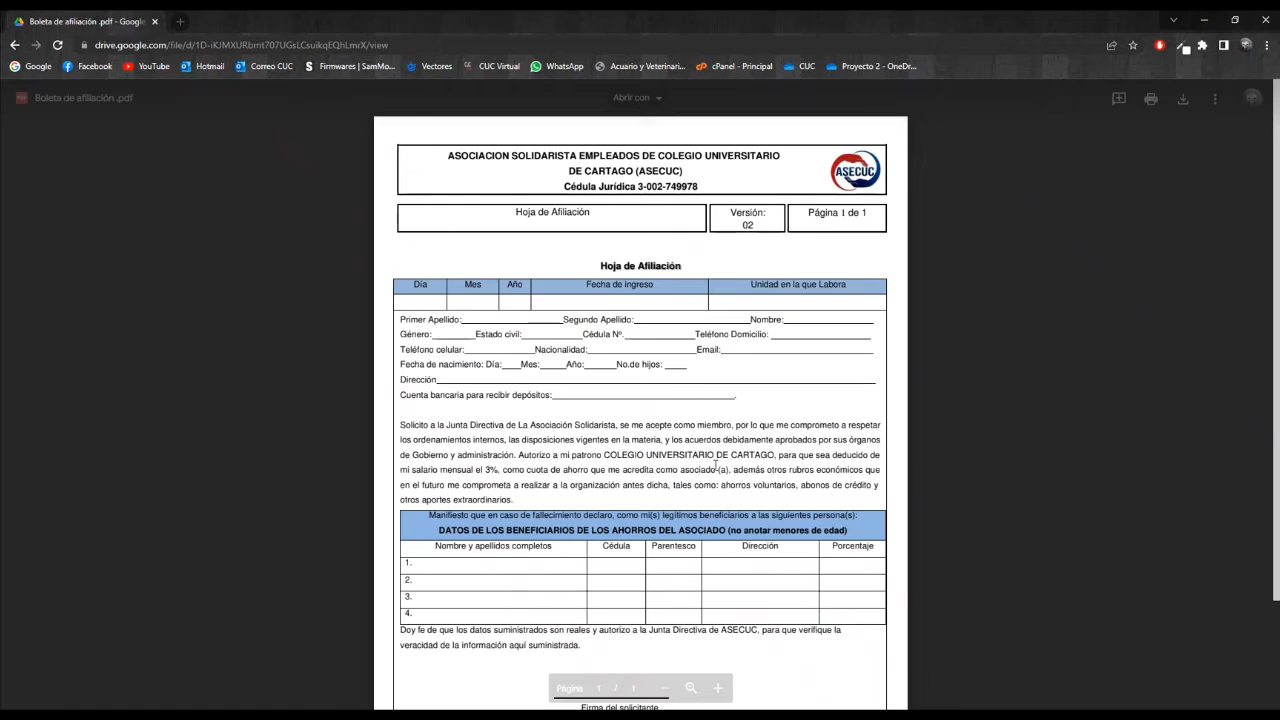 Boleta de afiliación .pdf - Google
drive.google.com/file/d/1D-iKJMXURbmt707UGsLCsuikqEQhLmrX/view
Google Facebook YouTube Hotmail Correo CUC Firmwares | SamMo... Vectores CUC Virtual WhatsApp Acuario y Veterinari... cPanel - Principal CUC Proyecto 2 - OneDr...
Boleta de afiliación .pdf
Abrir con
ASOCIACION SOLIDARISTA EMPLEADOS DE COLEGIO UNIVERSITARIO
DE CARTAGO (ASECUC)
Cédula Jurídica 3-002-749978
ASECUC
Hoja de Afiliación Versión: Página 1 de 1
02
Hoja de Afiliación
Día Mes Año Fecha de ingreso Unidad en la que Labora
Primer Apellido: Segundo Apellido: Nombre:
Género: Estado civil: Cédula Nº. Teléfono Domicilio:
Teléfono celular: Nacionalidad: Email:
Fecha de nacimiento: Día: Mes: Año: No.de hijos:
Dirección
Cuenta bancaria para recibir depósitos: .
Solicito a la Junta Directiva de La Asociación Solidarista, se me acepte como miembro, por lo que me comprometo a respetar
los ordenamientos internos, las disposiciones vigentes en la materia, y los acuerdos debidamente aprobados por sus órganos
de Gobierno y administración. Autorizo a mi patrono COLEGIO UNIVERSITARIO DE CARTAGO, para que sea deducido de
mi salario mensual el 3%, como cuota de ahorro que me acredita como asociado (a), además otros rubros económicos que
en el futuro me comprometa a realizar a la organización antes dicha, tales como: ahorros voluntarios, abonos de crédito y
otros aportes extraordinarios.
Manifiesto que en caso de fallecimiento declaro, como mi(s) legítimos beneficiarios a las siguientes persona(s):
DATOS DE LOS BENEFICIARIOS DE LOS AHORROS DEL ASOCIADO (no anotar menores de edad)
Nombre y apellidos completos Cédula Parentesco Dirección Porcentaje
1.
2.
3.
4.
Doy fe de que los datos suministrados son reales y autorizo a la Junta Directiva de ASECUC, para que verifique la
veracidad de la información aquí suministrada.
Página 1 / 1
Firma del solicitante